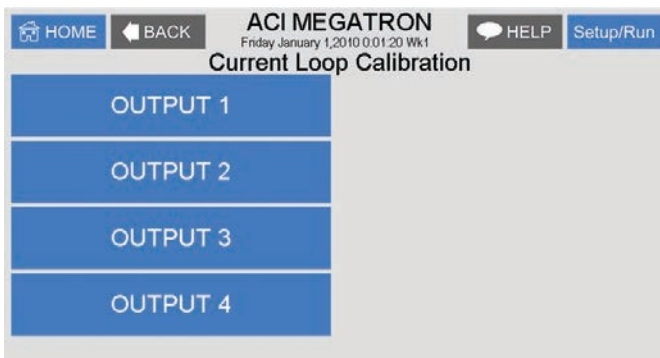 HOME
BACK
ACI MEGATRON
Friday January 1,2010 0:01:20 Wk1
HELP
Setup/Run
Current Loop Calibration
OUTPUT 1
OUTPUT 2
OUTPUT 3
OUTPUT 4